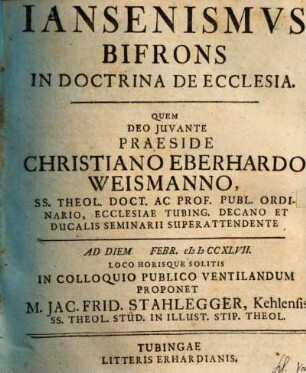 IANSENISMVS
BIFRONS
IN DOCTRINA DE ECCLESIA.
QUEM
DEO JUVANTE
PRAESIDE
CHRISTIANO EBERHARDO
WEISMANNO,
SS. THEOL. DOCT. AC PROF. PUBL. ORDI-
NARIO, ECCLESIAE TUBING. DECANO ET
DUCALIS SEMINARII SUPERATTENDENTE
AD DIEM FEBR. cIɔ Iɔ CCXLVII.
LOCO HORISQUE SOLITIS
IN COLLOQUIO PUBLICO VENTILANDUM
PROPONET
M. JAC. FRID. STAHLEGGER, Kehlensis
SS. THEOL. STUD. IN ILLUST. STIP. THEOL.
TUBINGAE
LITTERIS ERHARDIANIS.